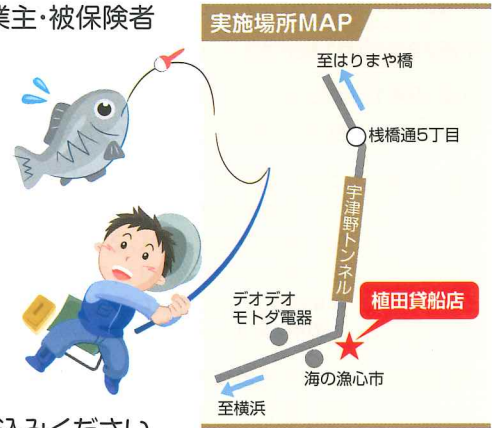 業主・被保険者
実施場所MAP
至はりまや橋
桟橋通5丁目
宇津野トンネル
植田貸船店
デオデオ
モトダ電器
海の漁心市
至横浜
込みください